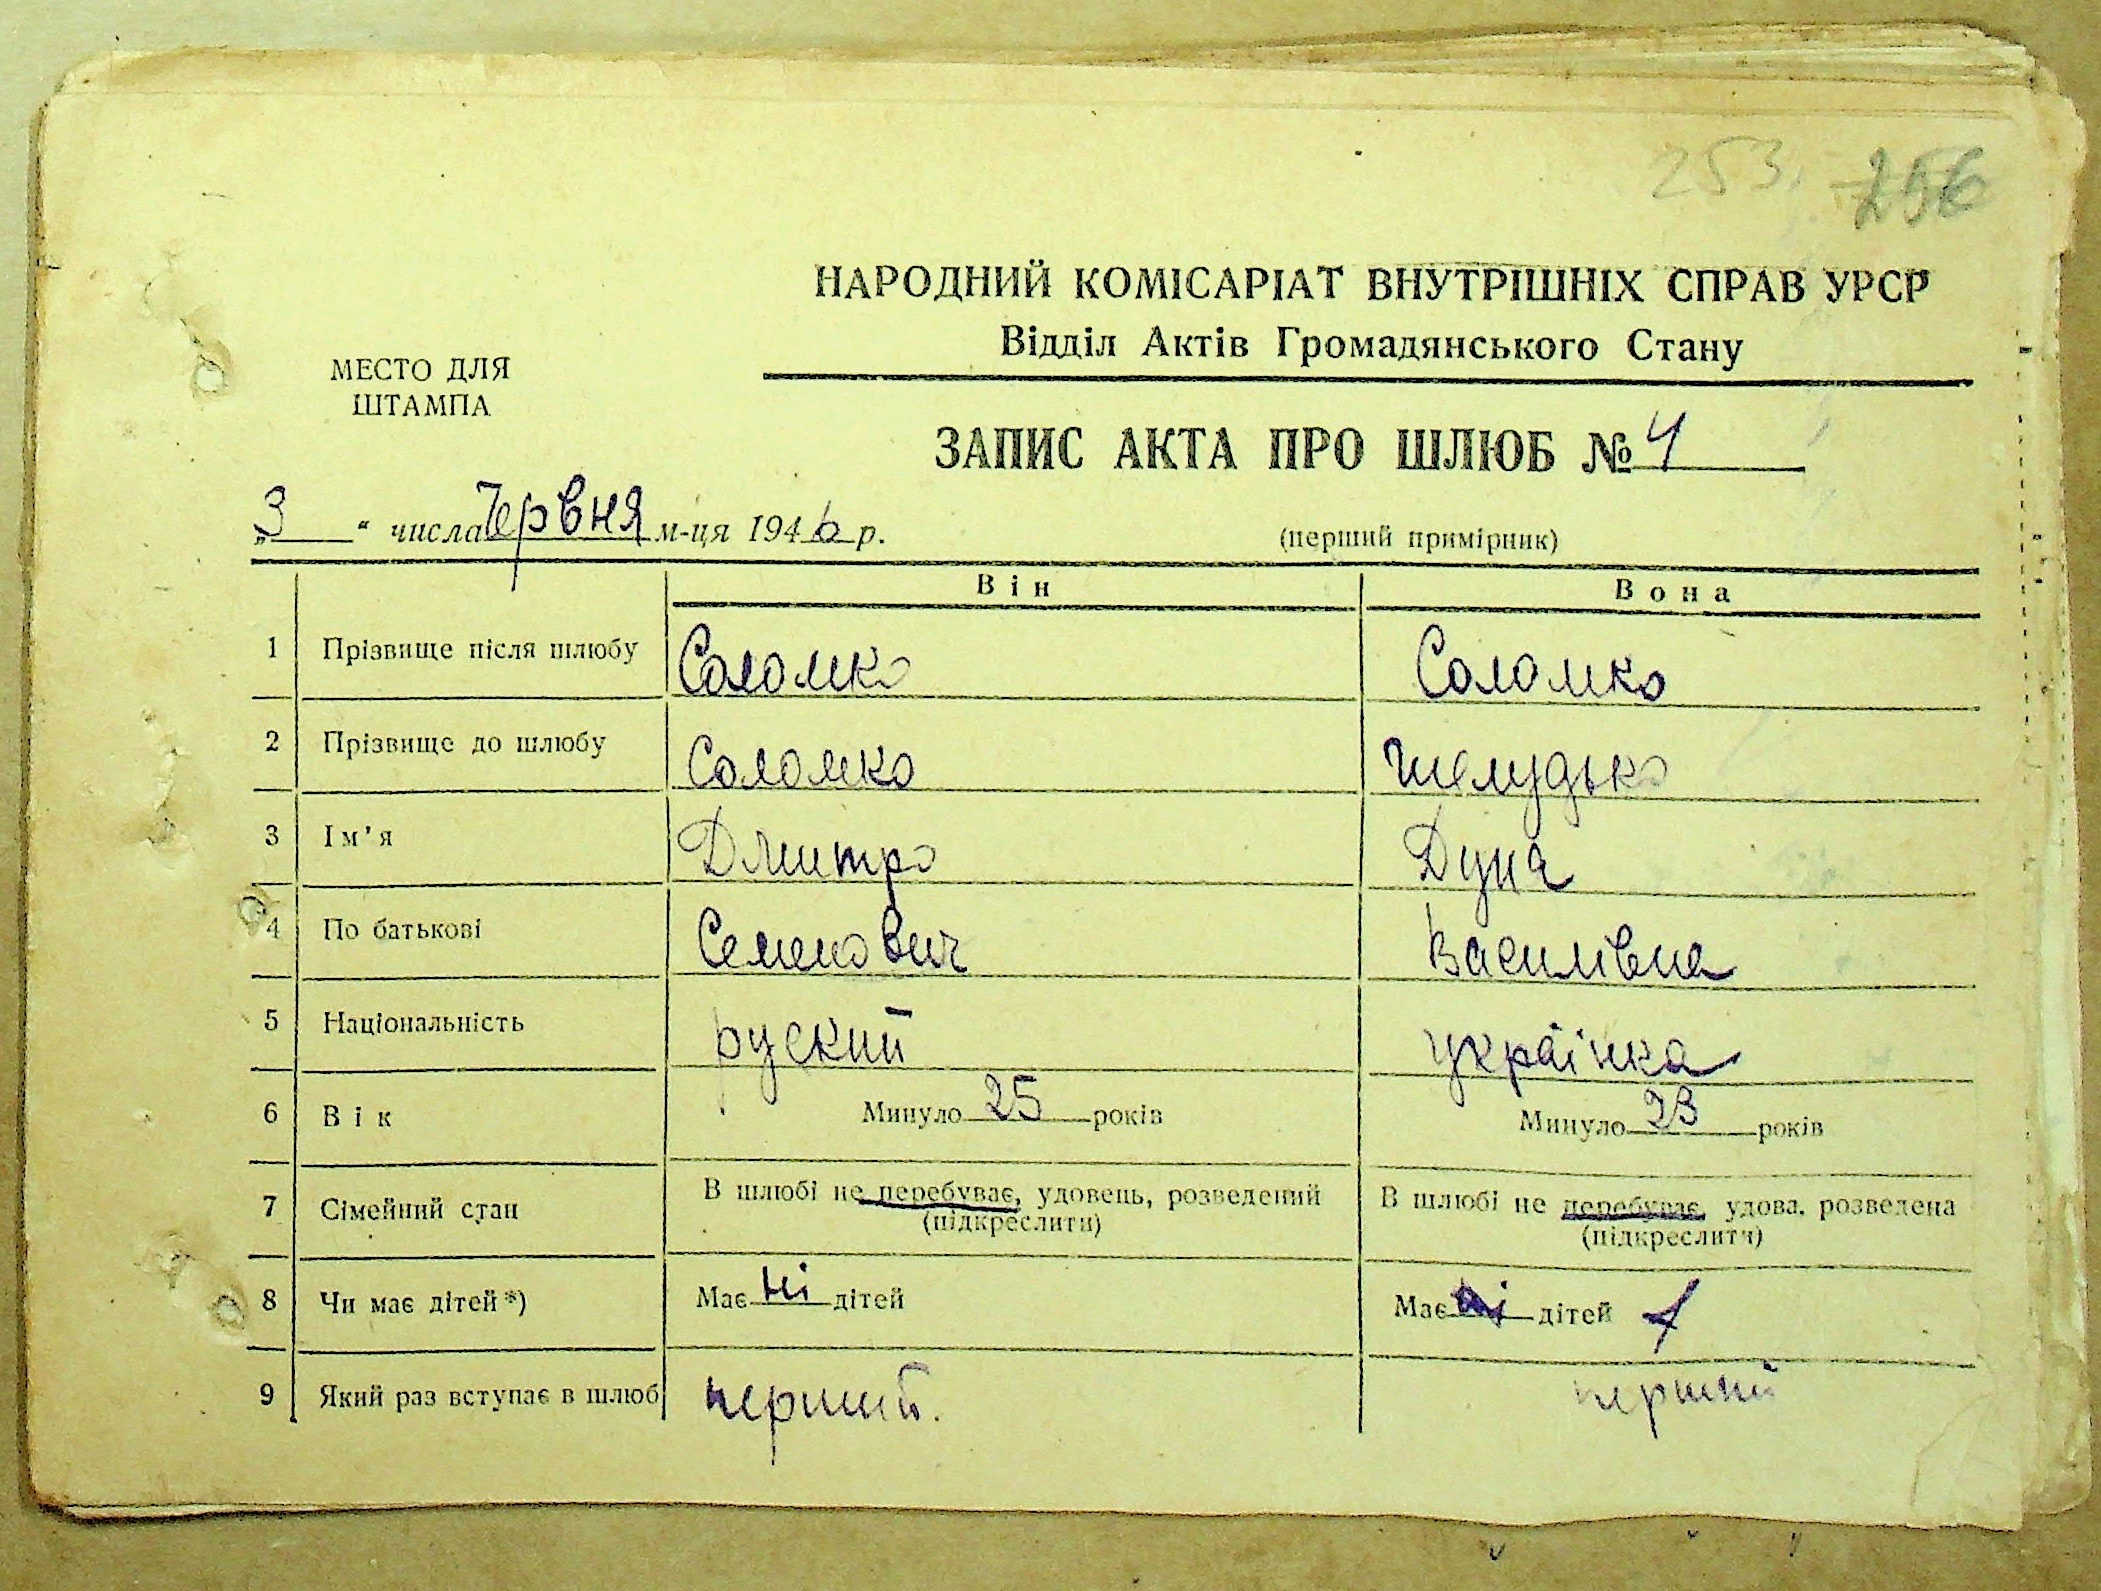 253. 256
НАРОДНИЙ КОМІСАРІАТ ВНУТРІШНІХ СПРАВ УРСР
Відділ Актів Громадянського Стану
МЕСТО ДЛЯ
ШТАМПА
ЗАПИС АКТА ПРО ШЛЮБ № 4
„3“ числа Червня м-ця 1946 р.
(перший примірник)
Він Вона
1 Прізвище після шлюбу Соломко Соломко
2 Прізвище до шлюбу Соломко Шелудько
3 Ім'я Дмитро Дуня
4 По батькові Семенович Василівна
5 Національність руский українка
6 Вік Минуло 25 років Минуло 23 років
7 Сімейний стан В шлюбі не перебуває, удовець, розведений В шлюбі не перебуває, удова, розведена
(підкреслити) (підкреслити)
8 Чи має дітей*) Має ні дітей Має ні дітей 1
9 Який раз вступає в шлюб перший. перший